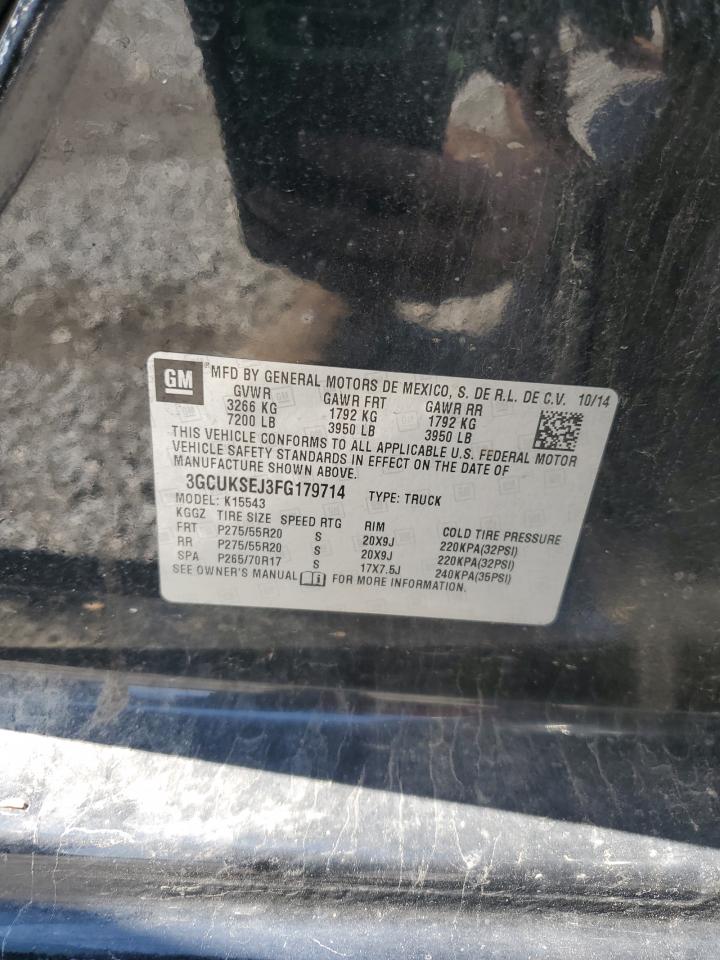 GM ® MFD BY GENERAL MOTORS DE MEXICO, S. DE R.L. DE C.V. 10/14
GVWR GAWR FRT GAWR RR
3266 KG 1792 KG 1792 KG
7200 LB 3950 LB 3950 LB
THIS VEHICLE CONFORMS TO ALL APPLICABLE U.S. FEDERAL MOTOR
VEHICLE SAFETY STANDARDS IN EFFECT ON THE DATE OF
MANUFACTURE SHOWN ABOVE.
3GCUKSEJ3FG179714 TYPE: TRUCK
MODEL: K15543
KGGZ TIRE SIZE SPEED RTG RIM COLD TIRE PRESSURE
FRT P275/55R20 S 20X9J 220KPA(32PSI)
RR P275/55R20 S 20X9J 220KPA(32PSI)
SPA P265/70R17 S 17X7.5J 240KPA(35PSI)
SEE OWNER'S MANUAL FOR MORE INFORMATION.